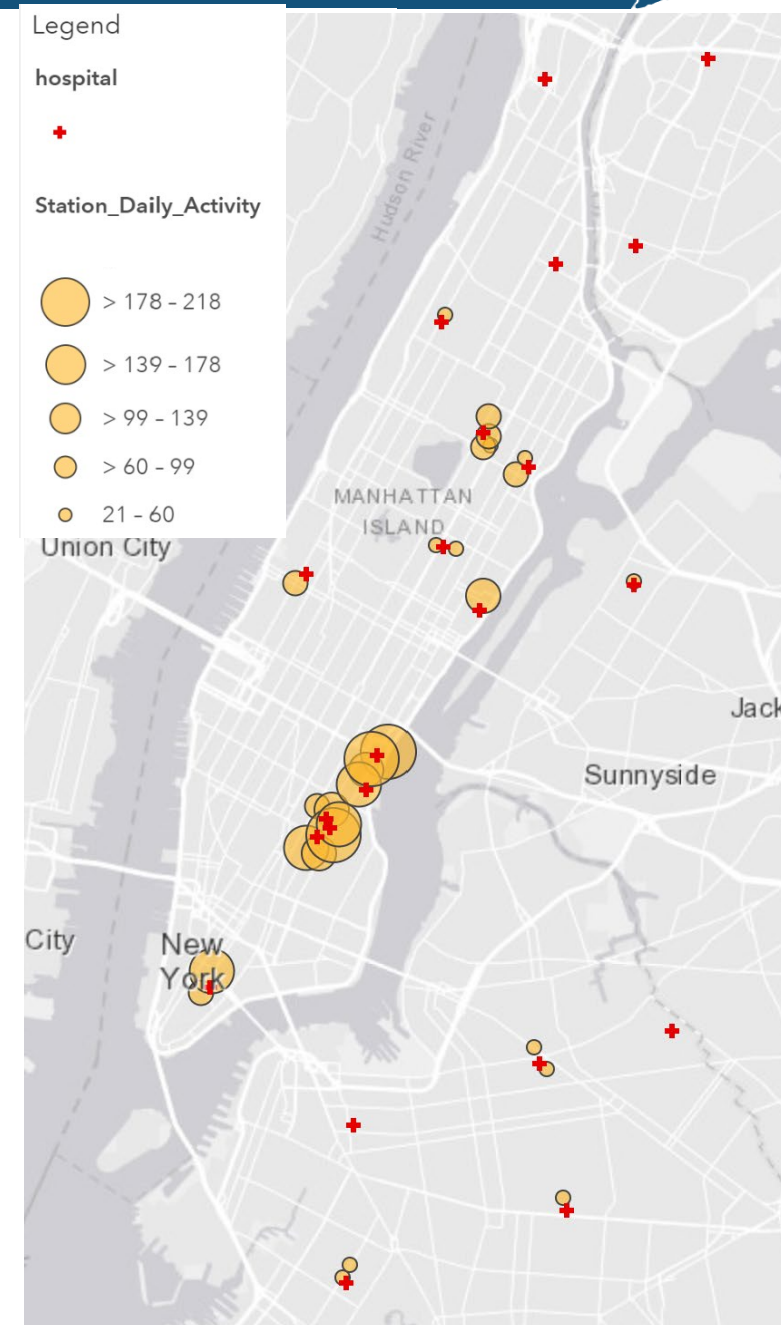 Legend
hospital
Station_Daily_Activity
> 178 - 218
> 139 - 178
> 99 - 139
> 60 - 99
21 - 60
Hudson River
MANHATTAN
ISLAND
Union City
Jack
Sunnyside
City
New
York